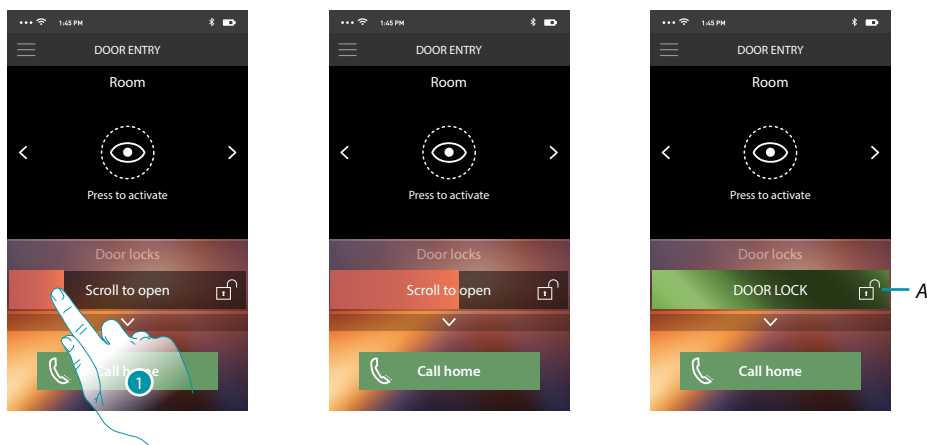 1:45 PM
DOOR ENTRY
Room
Press to activate
Door locks
Scroll to open
Call home
1
1:45 PM
DOOR ENTRY
Room
Press to activate
Door locks
Scroll to open
Call home
1:45 PM
DOOR ENTRY
Room
Press to activate
Door locks
DOOR LOCK
A
Call home